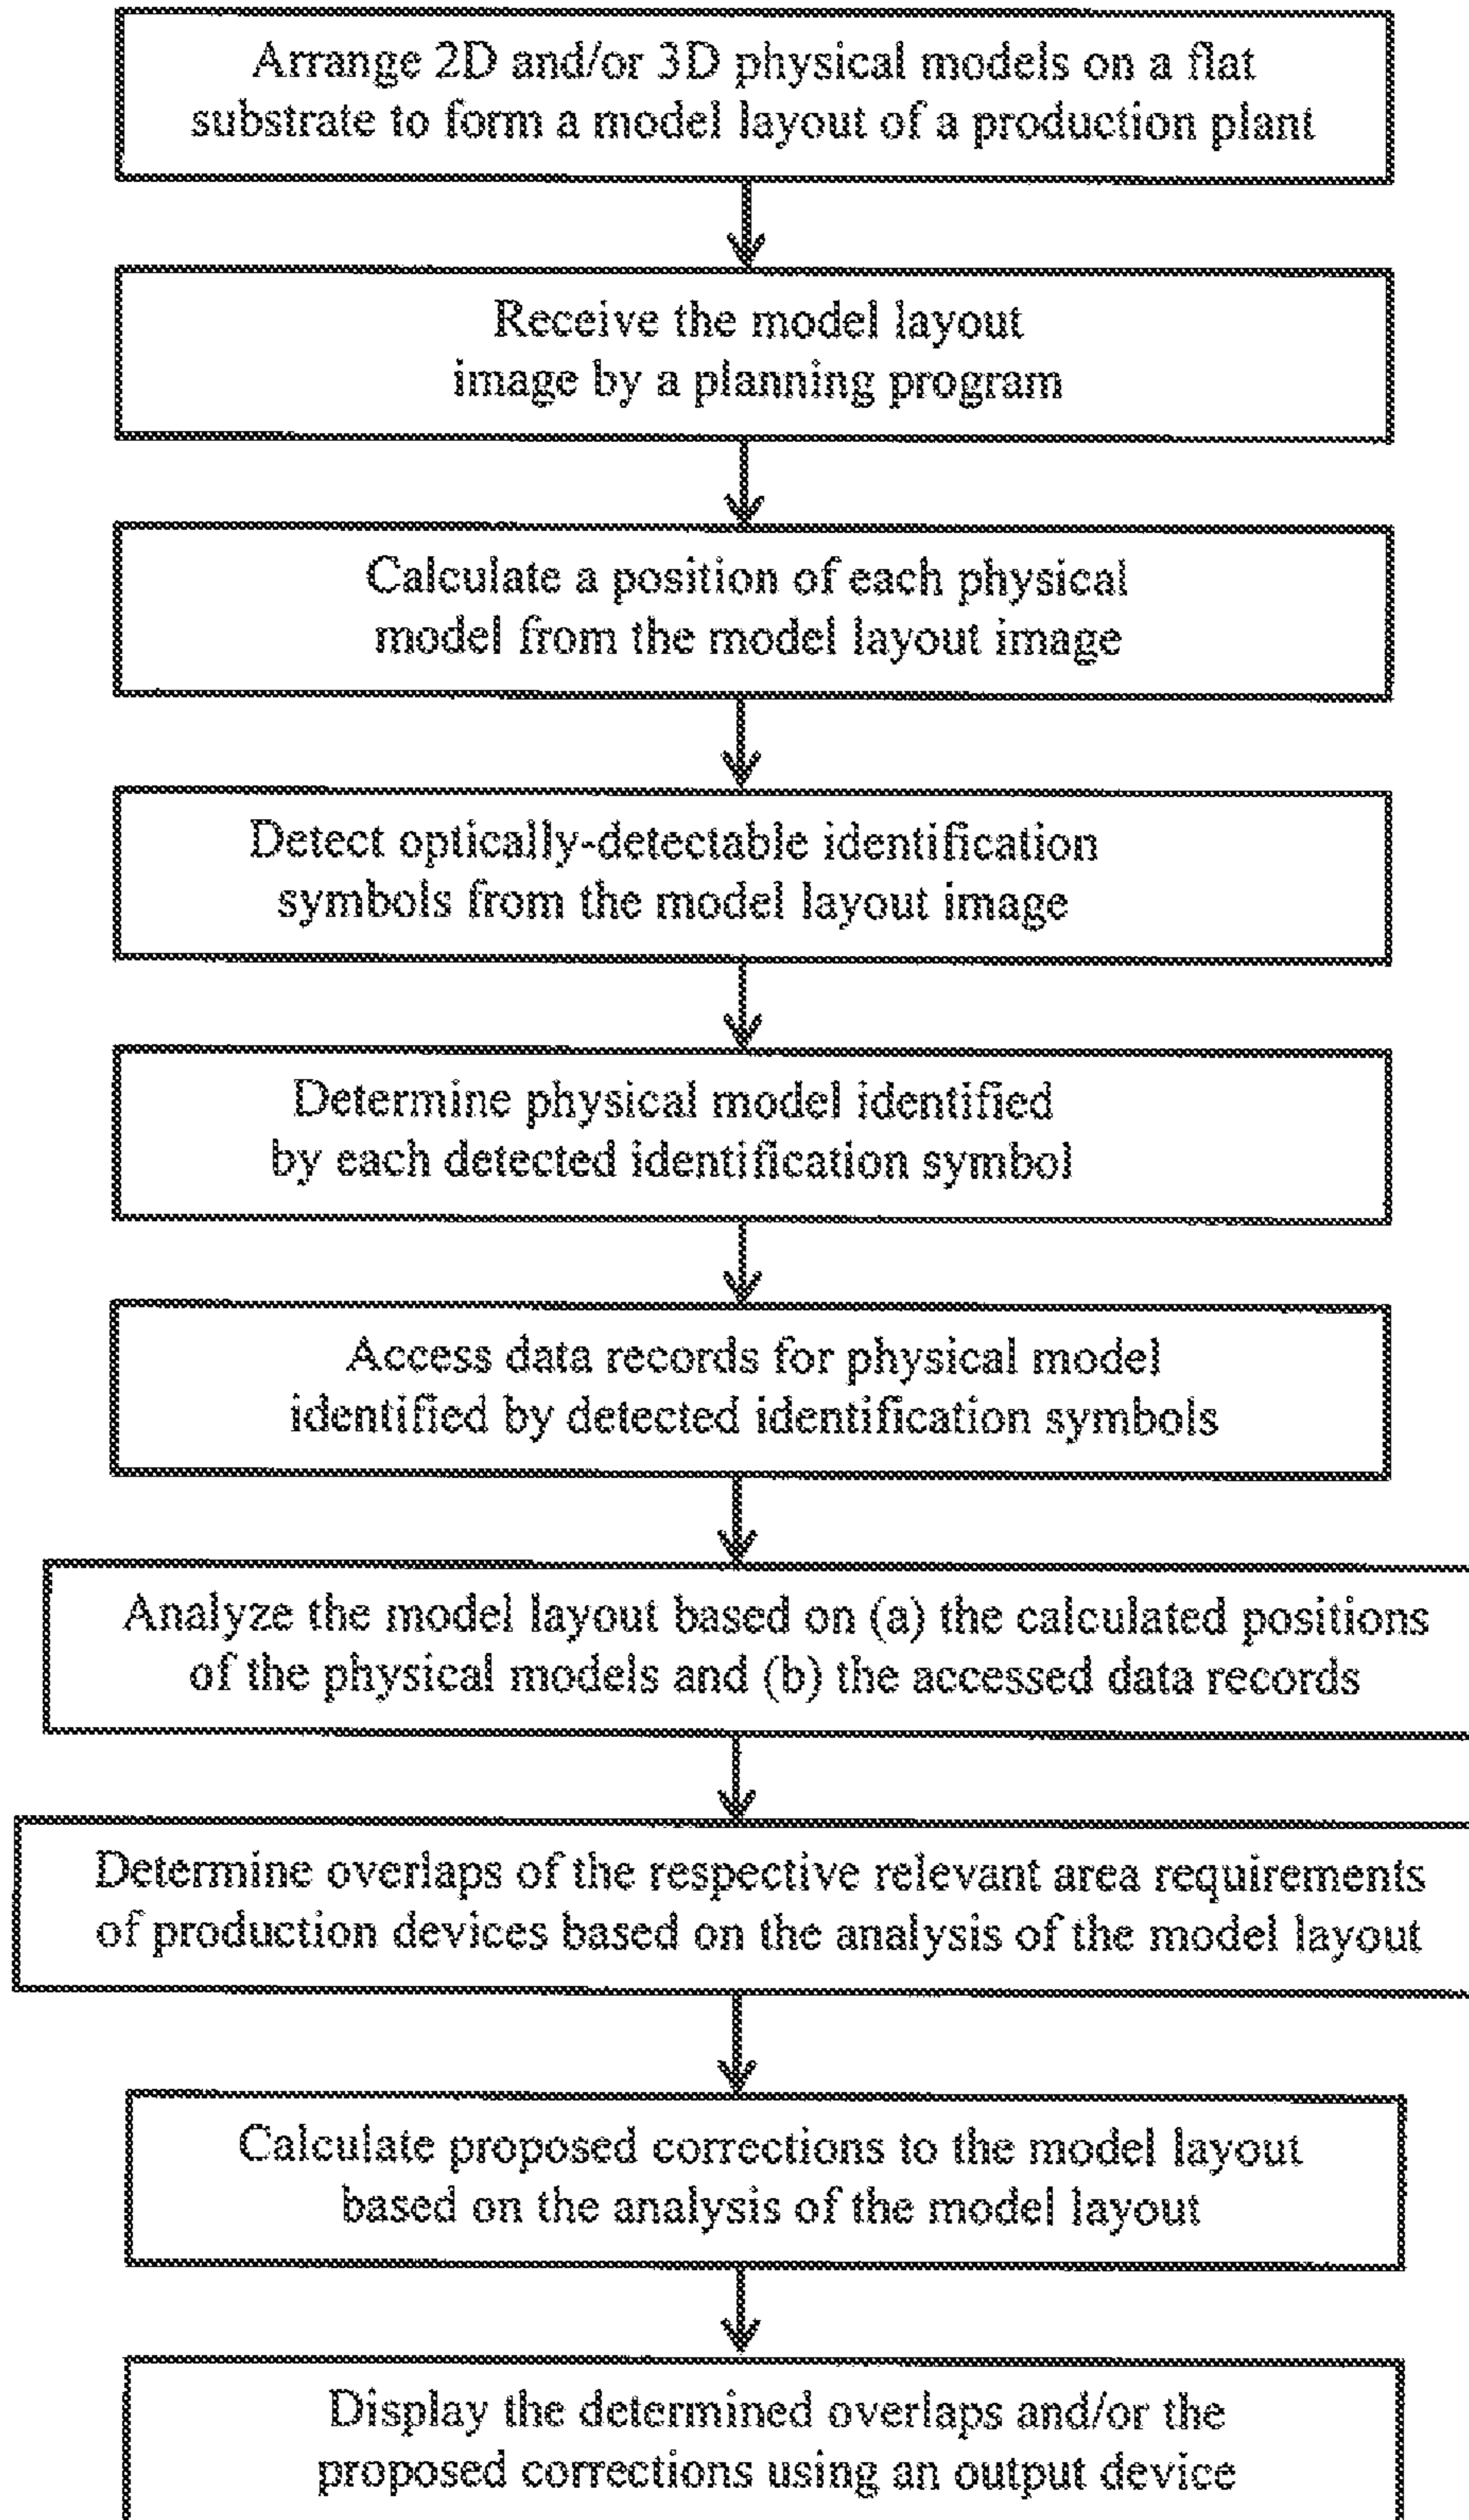 Arrange 2D and/or 3D physical models on a flat
substrate to form a model layout of a production plant
Receive the model layout
image by a planning program
Calculate a position of each physical
model from the model layout image
Detect optically-detectable identification
symbols from the model layout image
Determine physical model identified
by each detected identification symbol
Access data records for physical model
identified by detected identification symbols
Analyze the model layout based on (a) the calculated positions
of the physical models and (b) the accessed data records
Determine overlaps of the respective relevant area requirements
of production devices based on the analysis of the model layout
Calculate proposed corrections to the model layout
based on the analysis of the model layout
Display the determined overlaps and/or the
proposed corrections using an output device